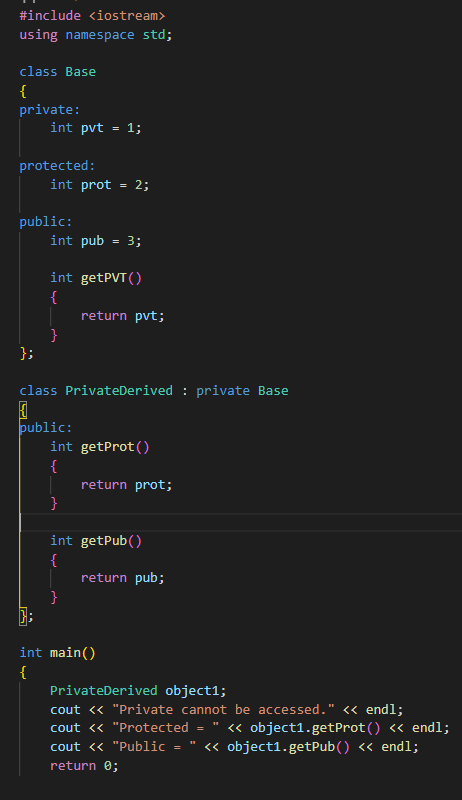 #include <iostream>
using namespace std;
class Base
{
private:
    int pvt = 1;
protected:
    int prot = 2;
public:
    int pub = 3;
    int getPVT()
    {
        return pvt;
    }
};
class PrivateDerived : private Base
{
public:
    int getProt()
    {
        return prot;
    }
    int getPub()
    {
        return pub;
    }
};
int main()
{
    PrivateDerived object1;
    cout << "Private cannot be accessed." << endl;
    cout << "Protected = " << object1.getProt() << endl;
    cout << "Public = " << object1.getPub() << endl;
    return 0;